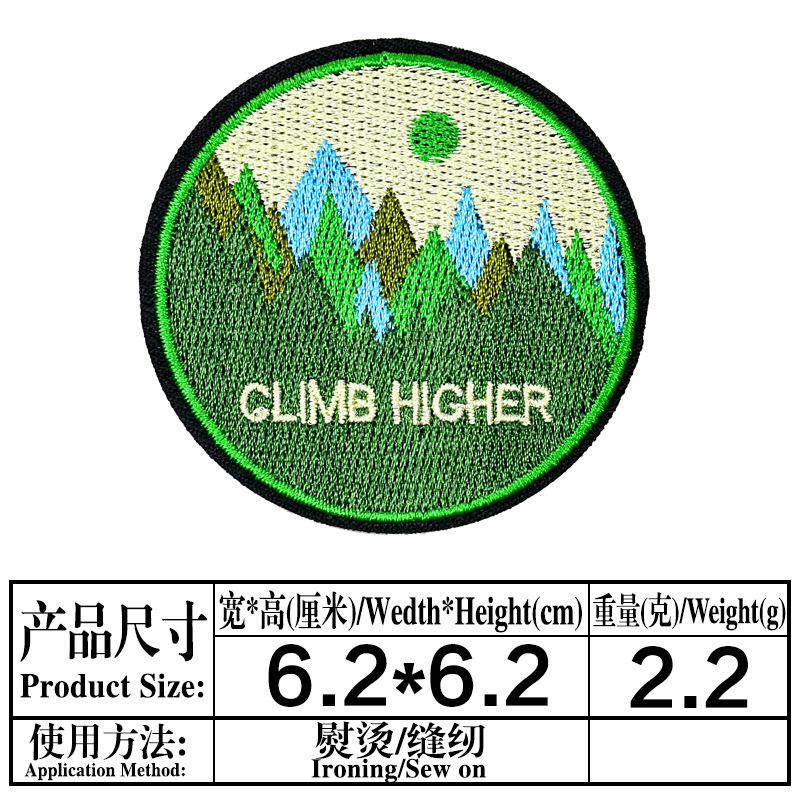 CLIMB HIGHER
产品尺寸
Product Size:
宽*高(厘米)/Wedth*Height(cm)
重量(克)/Weight(g)
6.2*6.2
2.2
使用方法:
Application Method:
熨烫/缝纫
Ironing/Sew on